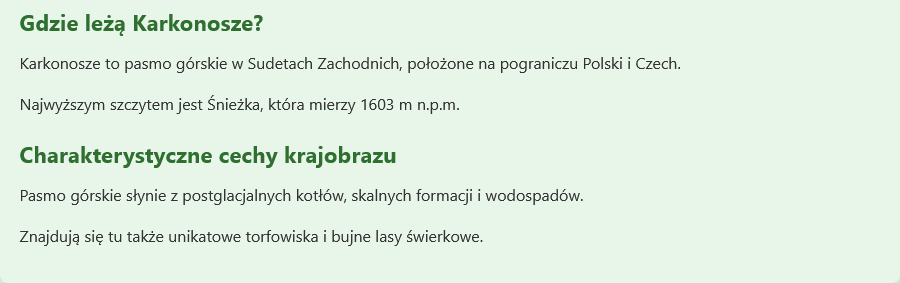 Gdzie leżą Karkonosze?
Karkonosze to pasmo górskie w Sudetach Zachodnich, położone na pograniczu Polski i Czech.
Najwyższym szczytem jest Śnieżka, która mierzy 1603 m n.p.m.
Charakterystyczne cechy krajobrazu
Pasmo górskie słynie z postglacjalnych kotłów, skalnych formacji i wodospadów.
Znajdują się tu także unikatowe torfowiska i bujne lasy świerkowe.